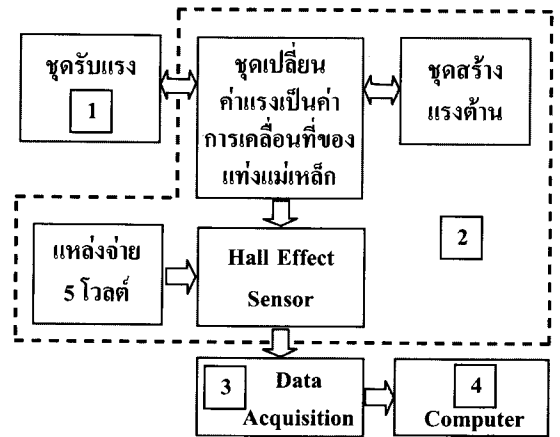 ชุดรับแรง
1
ชุดเปลี่ยน
ค่าแรงเป็นค่า
การเคลื่อนที่ของ
แท่งแม่เหล็ก
ชุดสร้าง
แรงต้าน
แหล่งจ่าย
5 โวลต์
Hall Effect
Sensor
2
3
Data
Acquisition
4
Computer